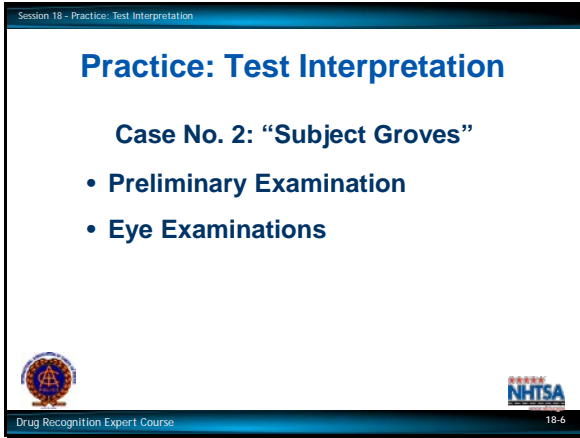 Session 18 - Practice: Test Interpretation
Practice: Test Interpretation
Case No. 2: “Subject Groves”
• Preliminary Examination
• Eye Examinations
NHTSA
Drug Recognition Expert Course
18-6